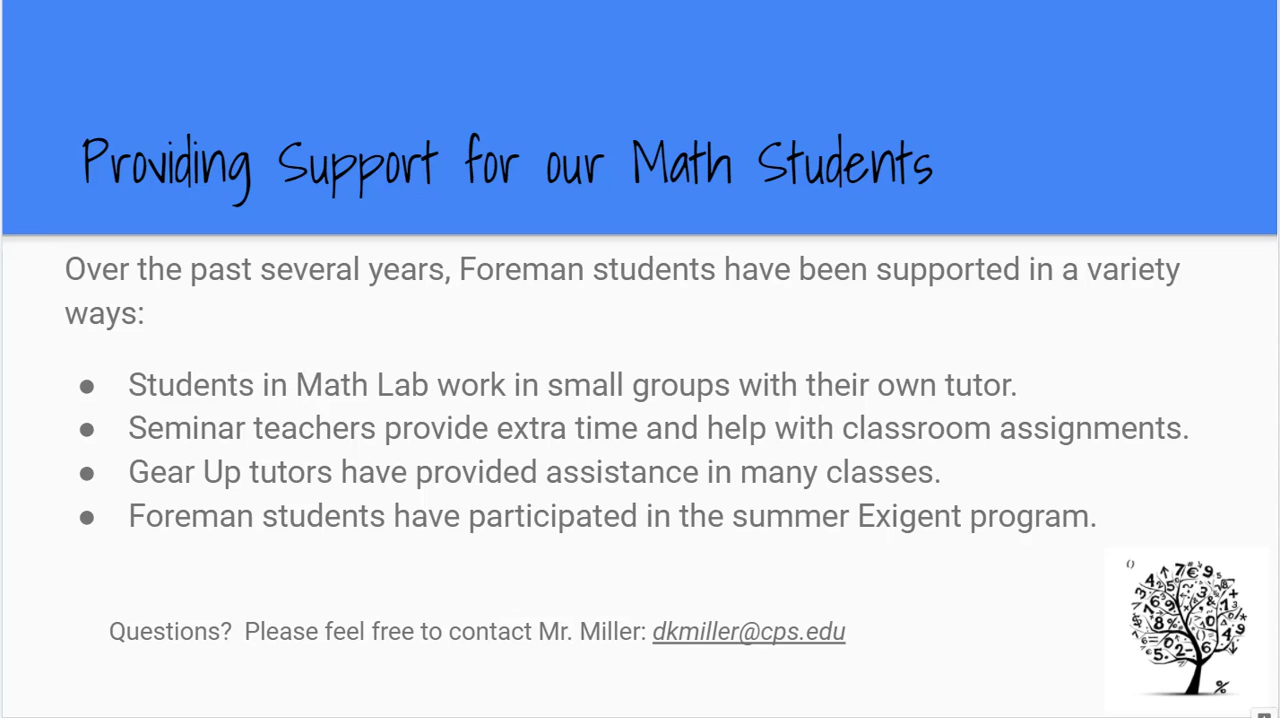 Providing Support for our Math Students
Over the past several years, Foreman students have been supported in a variety
ways:
● Students in Math Lab work in small groups with their own tutor.
● Seminar teachers provide extra time and help with classroom assignments.
● Gear Up tutors have provided assistance in many classes.
● Foreman students have participated in the summer Exigent program.
Questions? Please feel free to contact Mr. Miller: dkmiller@cps.edu